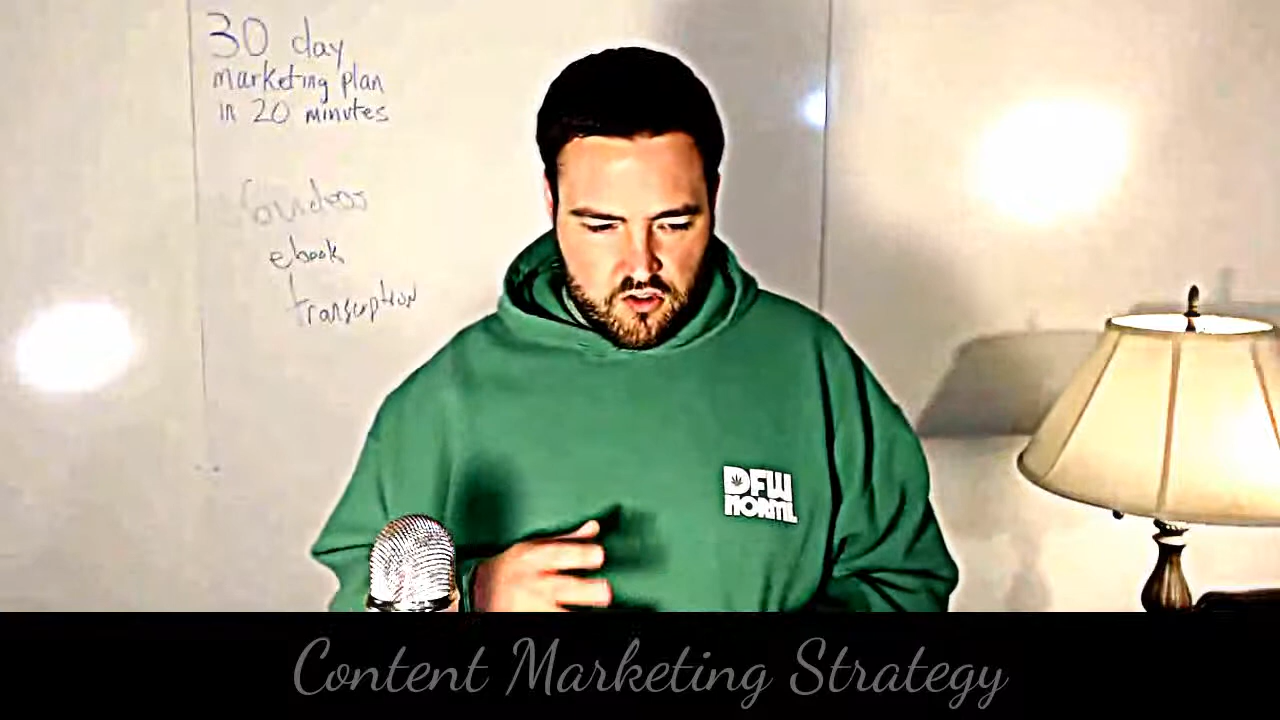 30 day
marketing plan
in 20 minutes
ebook
transcription
DFW
NORML
Content Marketing Strategy